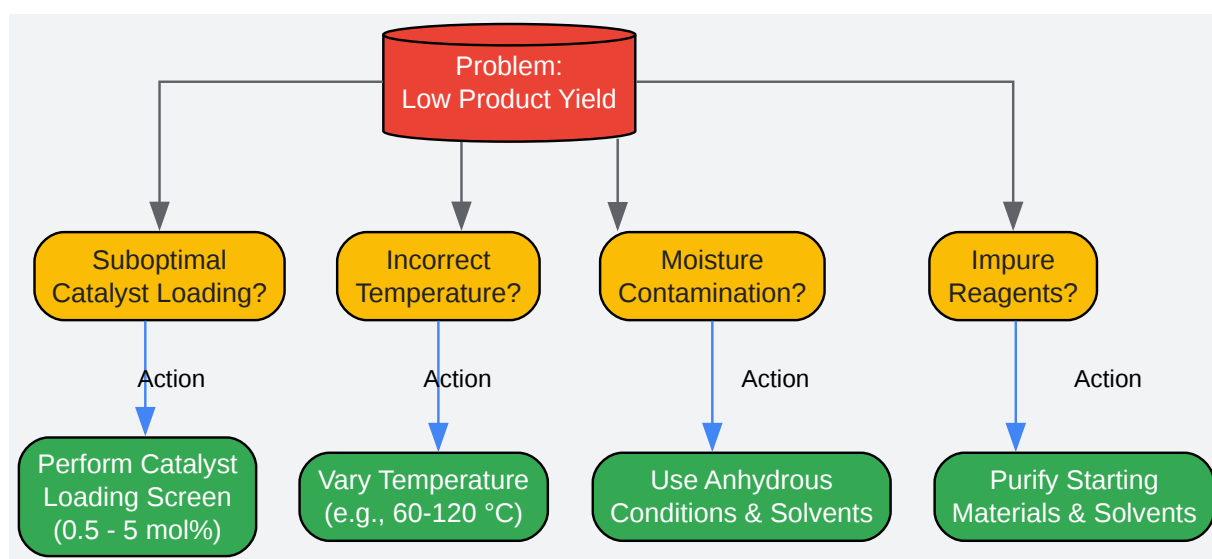 Problem:
Low Product Yield
Suboptimal
Catalyst Loading?
Incorrect
Temperature?
Moisture
Contamination?
Impure
Reagents?
Action
Action
Action
Action
Perform Catalyst
Loading Screen
(0.5 - 5 mol%)
Vary Temperature
(e.g., 60-120 °C)
Use Anhydrous
Conditions & Solvents
Purify Starting
Materials & Solvents